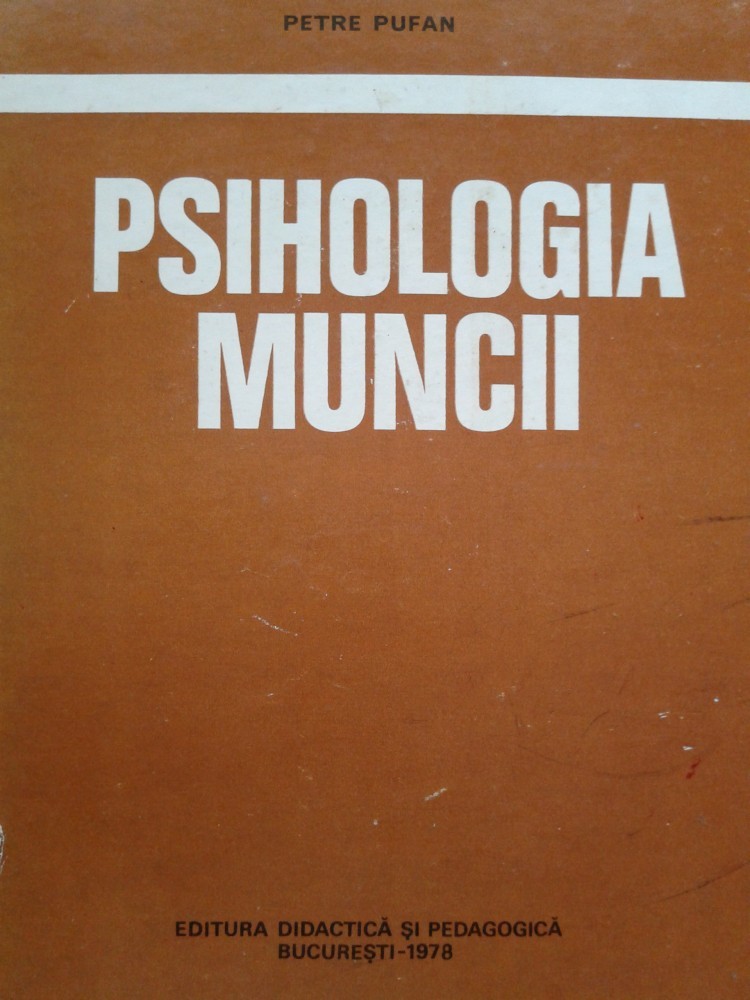 PETRE PUFAN
PSIHOLOGIA
MUNCII
EDITURA DIDACTICĂ ȘI PEDAGOGICĂ
BUCUREȘTI-1978